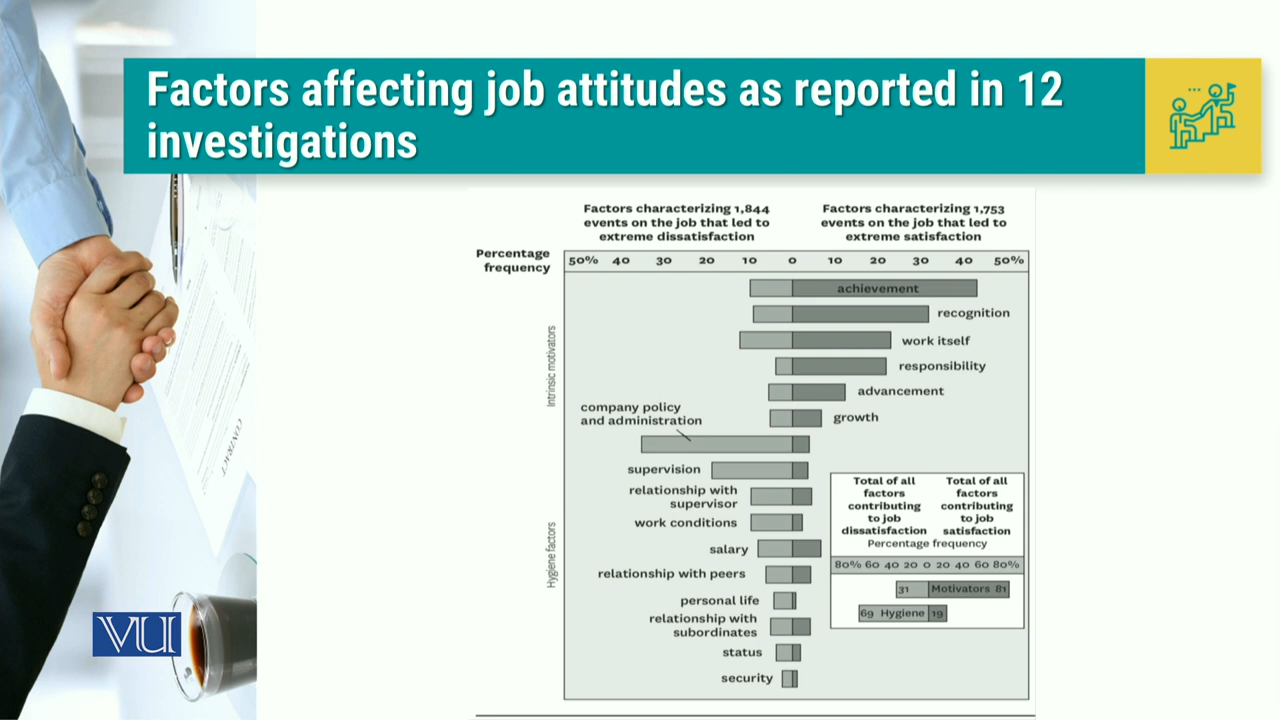 Factors affecting job attitudes as reported in 12
investigations
Factors characterizing 1,844
events on the job that led to
extreme dissatisfaction
Factors characterizing 1,753
events on the job that led to
extreme satisfaction
Percentage
frequency
50% 40 30 20 10 0 10 20 30 40 50%
Intrinsic motivators
achievement
recognition
work itself
responsibility
advancement
growth
company policy
and administration
Hygiene factors
supervision
relationship with
supervisor
work conditions
salary
relationship with peers
personal life
relationship with
subordinates
status
security
Total of all
factors
contributing
to job
dissatisfaction
Total of all
factors
contributing
to job
satisfaction
Percentage frequency
80% 60 40 20 0 20 40 60 80%
31 Motivators 81
69 Hygiene 19
CONTRACT
VU